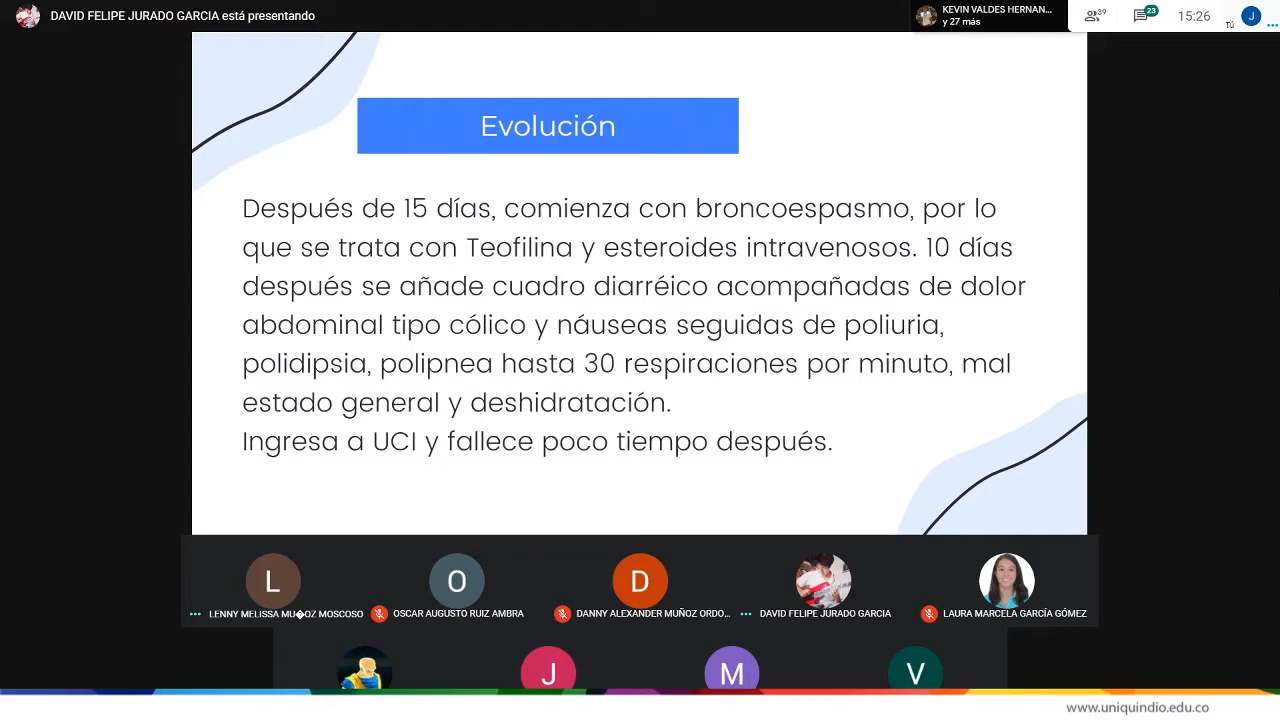 DAVID FELIPE JURADO GARCIA está presentando
KEVIN VALDES HERNAN...
y 27 más
39
23
15:26
Tú
J
Evolución
Después de 15 días, comienza con broncoespasmo, por lo
que se trata con Teofilina y esteroides intravenosos. 10 días
después se añade cuadro diarréico acompañadas de dolor
abdominal tipo cólico y náuseas seguidas de poliuria,
polidipsia, polipnea hasta 30 respiraciones por minuto, mal
estado general y deshidratación.
Ingresa a UCI y fallece poco tiempo después.
L
O
D
LENNY MELISSA MU�OZ MOSCOSO
OSCAR AUGUSTO RUIZ AMBRA
DANNY ALEXANDER MUÑOZ ORDO...
DAVID FELIPE JURADO GARCIA
LAURA MARCELA GARCÍA GÓMEZ
J
M
V
www.uniquindio.edu.co